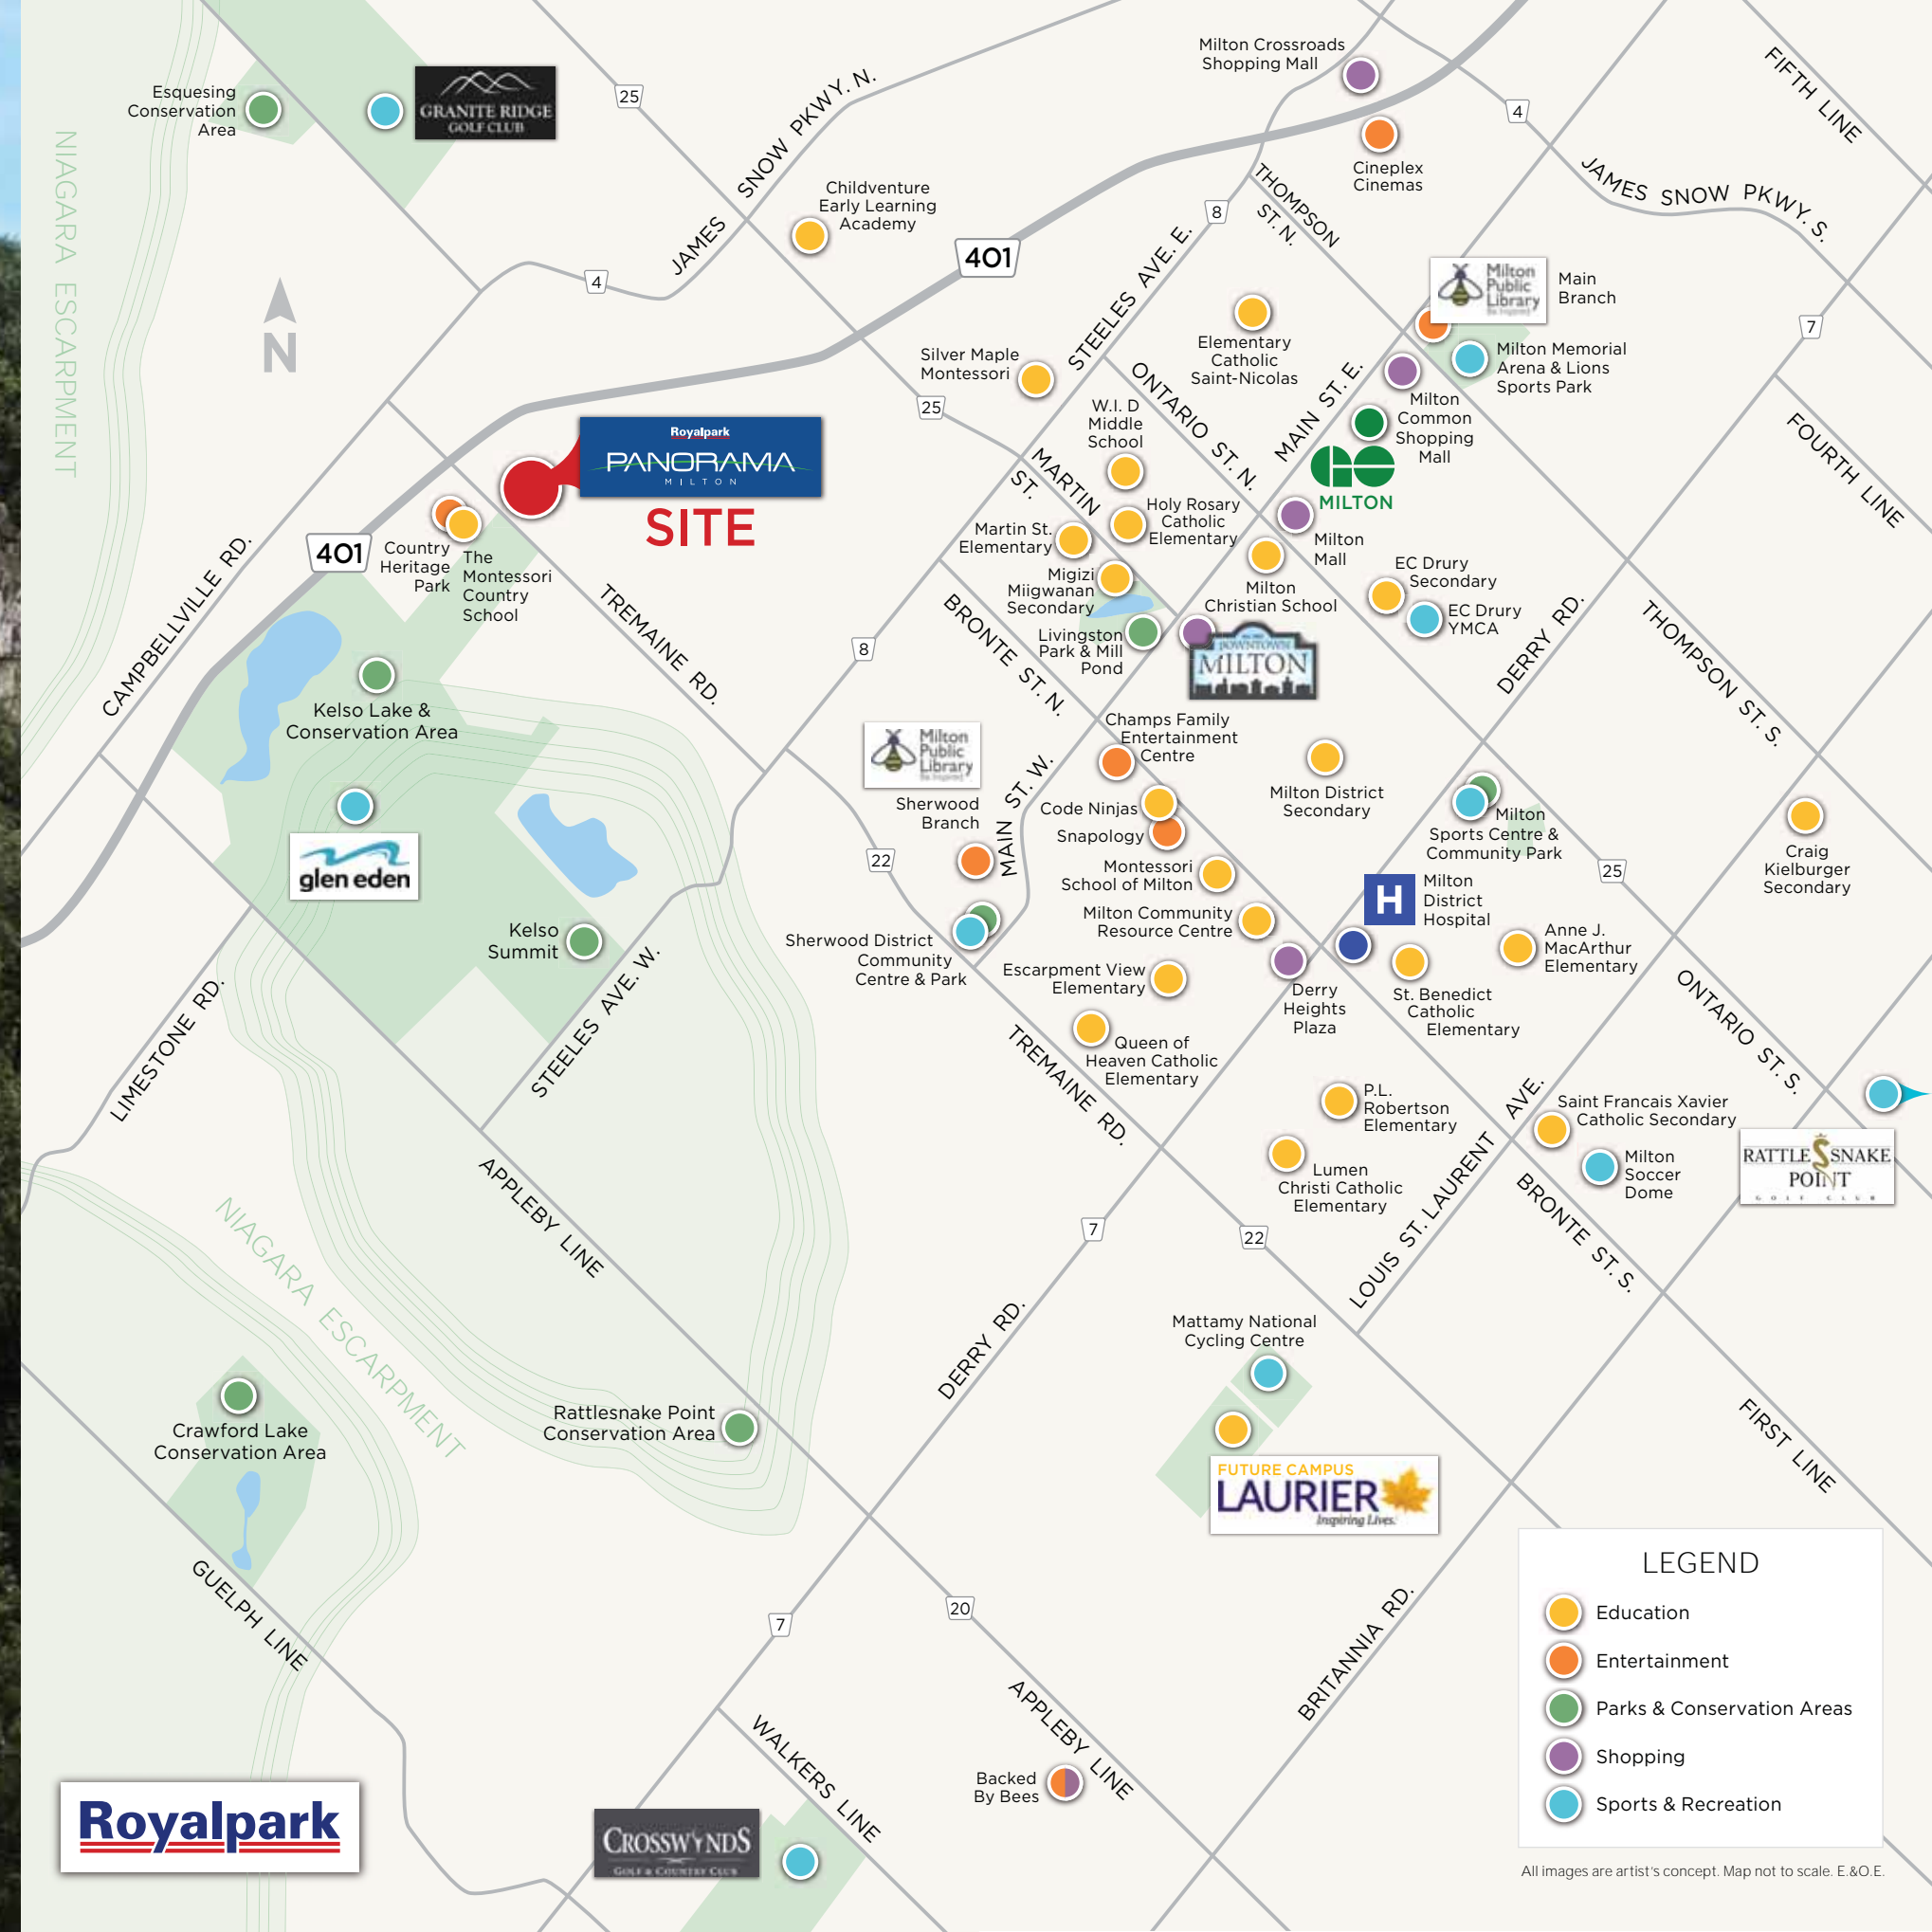 Esquesing
Conservation
Area
GRANITE RIDGE
GOLF CLUB
25
SNOW PKWY. N.
JAMES
Milton Crossroads
Shopping Mall
4
FIFTH LINE
Cineplex
Cinemas
JAMES SNOW PKWY. S.
NIAGARA ESCARPMENT
Childventure
Early Learning
Academy
8
THOMPSON
ST. N.
401
STEELES AVE. E.
4
N
Milton
Public
Library
Be Inspired
Main
Branch
7
Elementary
Catholic
Saint-Nicolas
Milton Memorial
Arena & Lions
Sports Park
Silver Maple
Montessori
25
ONTARIO ST. N.
MAIN ST. E.
Milton
Common
Shopping
Mall
W.I. D
Middle
School
FOURTH LINE
Royalpark
PANORAMA
MILTON
SITE
MARTIN
ST.
GO
MILTON
Holy Rosary
Catholic
Elementary
Martin St.
Elementary
Milton
Mall
401
Country
Heritage
Park
The
Montessori
Country
School
CAMPBELLVILLE RD.
Migizi
Miigwanan
Secondary
Milton
Christian School
EC Drury
Secondary
EC Drury
YMCA
TREMAINE RD.
BRONTE ST. N.
8
Livingston
Park & Mill
Pond
DOWNTOWN
MILTON
DERRY RD.
THOMPSON ST. S.
Kelso Lake &
Conservation Area
Milton
Public
Library
Be Inspired
Sherwood
Branch
MAIN ST. W.
Champs Family
Entertainment
Centre
Milton District
Secondary
Code Ninjas
Snapology
Milton
Sports Centre &
Community Park
glen eden
22
Montessori
School of Milton
25
Craig
Kielburger
Secondary
H
Milton
District
Hospital
Milton Community
Resource Centre
Kelso
Summit
Sherwood District
Community
Centre & Park
Anne J.
MacArthur
Elementary
Escarpment View
Elementary
Derry
Heights
Plaza
St. Benedict
Catholic
Elementary
LIMESTONE RD.
STEELES AVE. W.
Queen of
Heaven Catholic
Elementary
TREMAINE RD.
ONTARIO ST. S.
P.L.
Robertson
Elementary
Saint Francais Xavier
Catholic Secondary
Lumen
Christi Catholic
Elementary
LOUIS ST. LAURENT AVE.
Milton
Soccer
Dome
RATTLESNAKE
POINT
GOLF CLUB
APPLEBY LINE
NIAGARA ESCARPMENT
7
22
BRONTE ST. S.
Mattamy National
Cycling Centre
DERRY RD.
Crawford Lake
Conservation Area
Rattlesnake Point
Conservation Area
FIRST LINE
FUTURE CAMPUS
LAURIER
Inspiring Lives.
GUELPH LINE
7
20
BRITANNIA RD.
APPLEBY LINE
WALKERS LINE
Backed
By Bees
Royalpark
CROSSWINDS
GOLF & COUNTRY CLUB
LEGEND
Education
Entertainment
Parks & Conservation Areas
Shopping
Sports & Recreation
All images are artist's concept. Map not to scale. E.&O.E.